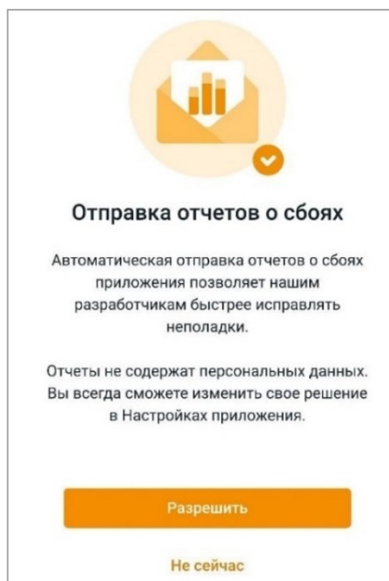 Отправка отчетов о сбоях
Автоматическая отправка отчетов о сбоях
приложения позволяет нашим
разработчикам быстрее исправлять
неполадки.
Отчеты не содержат персональных данных.
Вы всегда сможете изменить свое решение
в Настройках приложения.
Разрешить
Не сейчас